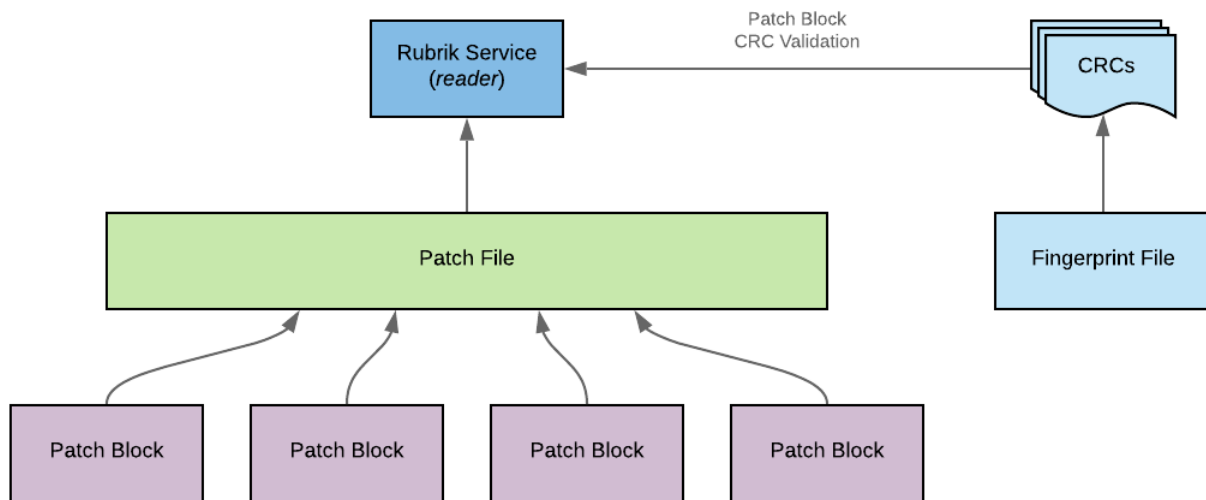 Patch Block
CRC Validation
Rubrik Service
(reader)
CRCs
Patch File
Fingerprint File
Patch Block
Patch Block
Patch Block
Patch Block